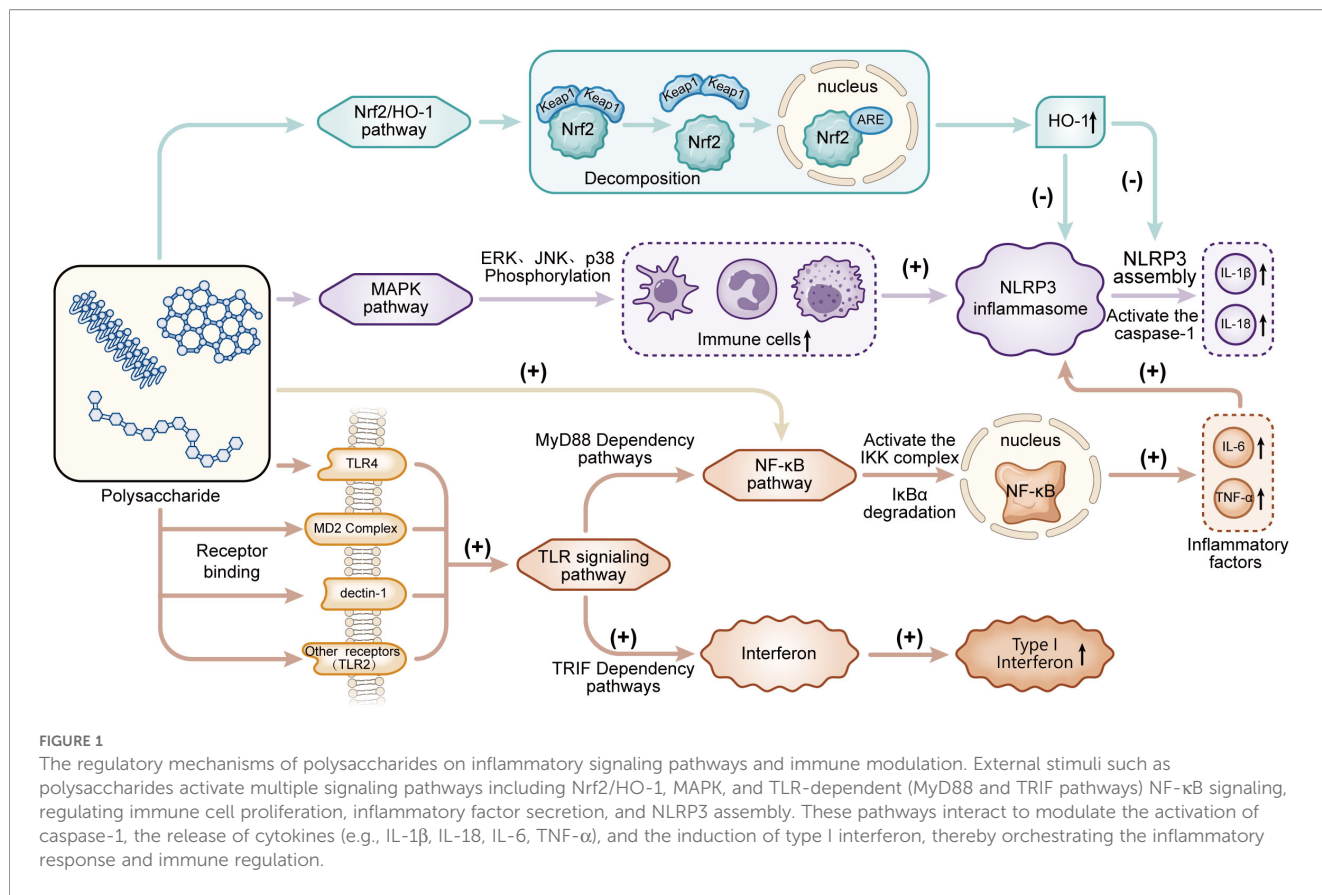 Nrf2/HO-1
pathway
Keap1
Keap1
Nrf2
Keap1
Keap1
Nrf2
Decomposition
nucleus
Nrf2
ARE
HO-1
(-)
(-)
MAPK
pathway
ERK、JNK、p38
Phosphorylation
Immune cells
(+)
NLRP3
inflammasome
NLRP3
assembly
Activate the
caspase-1
IL-1β
IL-18
Polysaccharide
(+)
(+)
Receptor
binding
TLR4
MD2 Complex
dectin-1
Other receptors
（TLR2）
(+)
TLR signialing
pathway
MyD88 Dependency
pathways
NF-κB
pathway
Activate the
IKK complex
IκBα
degradation
nucleus
NF-κB
(+)
IL-6
TNF-α
Inflammatory
factors
(+)
TRIF Dependency
pathways
Interferon
(+)
Type I
Interferon
FIGURE 1
The regulatory mechanisms of polysaccharides on inflammatory signaling pathways and immune modulation. External stimuli such as
polysaccharides activate multiple signaling pathways including Nrf2/HO-1, MAPK, and TLR-dependent (MyD88 and TRIF pathways) NF-κB signaling,
regulating immune cell proliferation, inflammatory factor secretion, and NLRP3 assembly. These pathways interact to modulate the activation of
caspase-1, the release of cytokines (e.g., IL-1β, IL-18, IL-6, TNF-α), and the induction of type I interferon, thereby orchestrating the inflammatory
response and immune regulation.